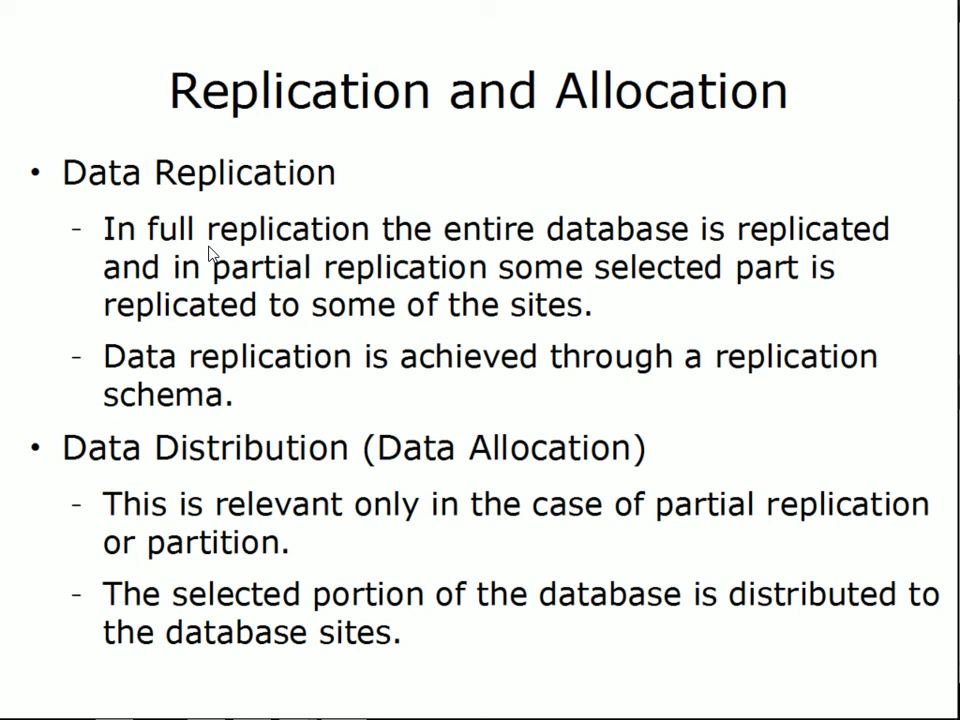 Replication and Allocation
• Data Replication
- In full replication the entire database is replicated
and in partial replication some selected part is
replicated to some of the sites.
- Data replication is achieved through a replication
schema.
• Data Distribution (Data Allocation)
- This is relevant only in the case of partial replication
or partition.
- The selected portion of the database is distributed to
the database sites.